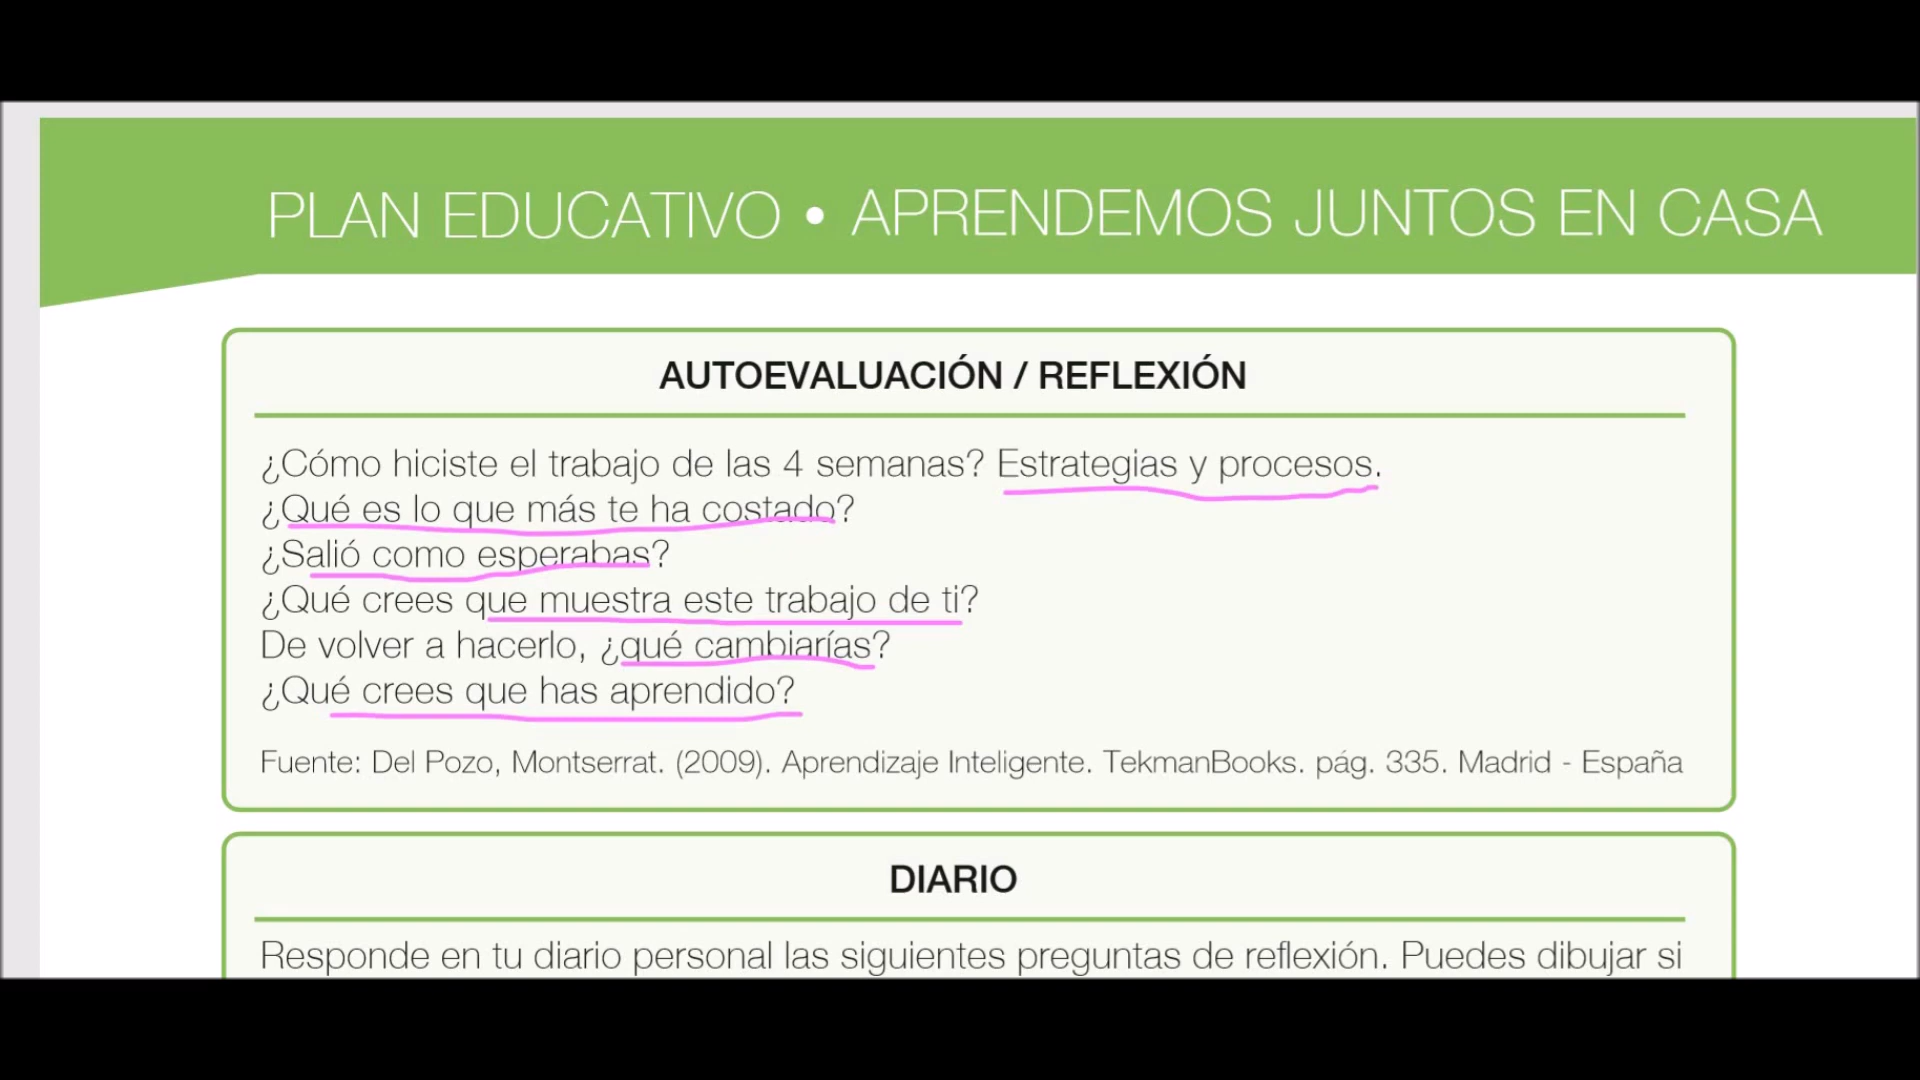 PLAN EDUCATIVO • APRENDEMOS JUNTOS EN CASA
AUTOEVALUACIÓN / REFLEXIÓN
¿Cómo hiciste el trabajo de las 4 semanas? Estrategias y procesos.
¿Qué es lo que más te ha costado?
¿Salió como esperabas?
¿Qué crees que muestra este trabajo de ti?
De volver a hacerlo, ¿qué cambiarías?
¿Qué crees que has aprendido?
Fuente: Del Pozo, Montserrat. (2009). Aprendizaje Inteligente. TekmanBooks. pág. 335. Madrid - España
DIARIO
Responde en tu diario personal las siguientes preguntas de reflexión. Puedes dibujar si